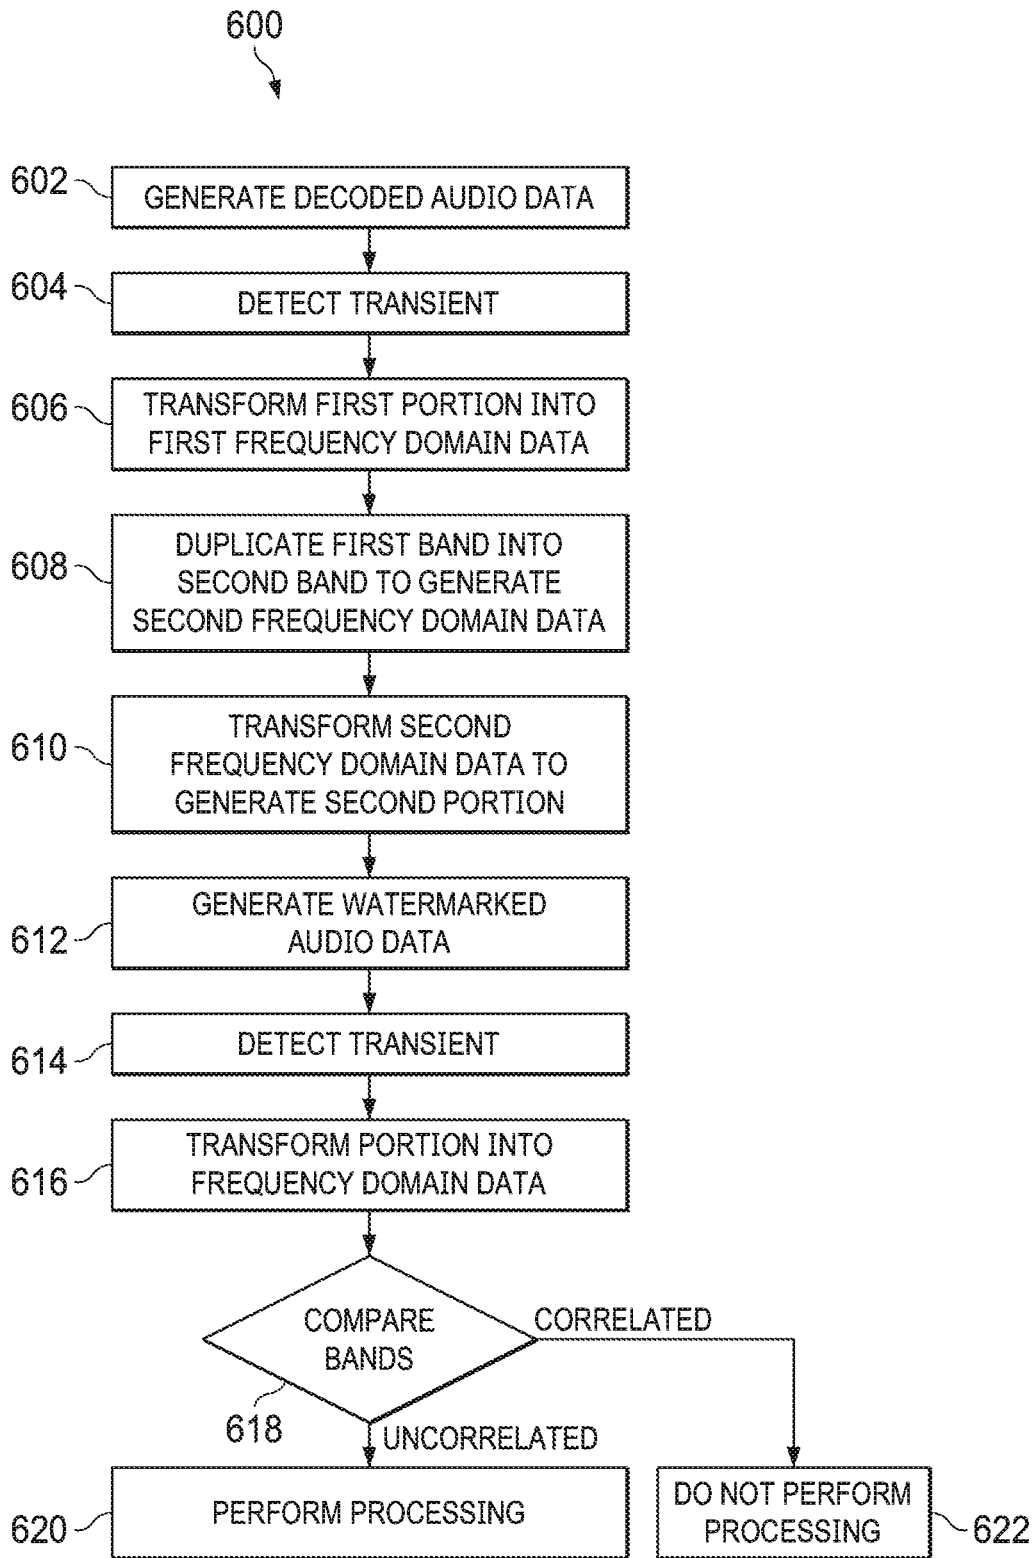 600
602
GENERATE DECODED AUDIO DATA
604
DETECT TRANSIENT
606
TRANSFORM FIRST PORTION INTO
FIRST FREQUENCY DOMAIN DATA
608
DUPLICATE FIRST BAND INTO
SECOND BAND TO GENERATE
SECOND FREQUENCY DOMAIN DATA
610
TRANSFORM SECOND
FREQUENCY DOMAIN DATA TO
GENERATE SECOND PORTION
612
GENERATE WATERMARKED
AUDIO DATA
614
DETECT TRANSIENT
616
TRANSFORM PORTION INTO
FREQUENCY DOMAIN DATA
COMPARE
BANDS
CORRELATED
618
UNCORRELATED
620
PERFORM PROCESSING
DO NOT PERFORM
PROCESSING
622